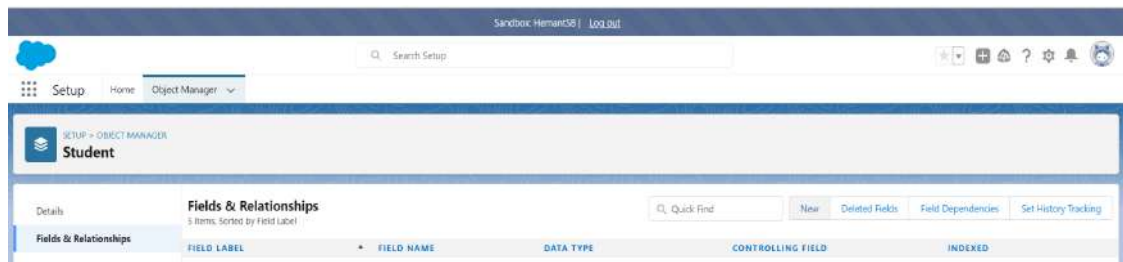 Sandbox: HemantSB | Log out
Search Setup
Setup Home Object Manager
SETUP > OBJECT MANAGER
Student
Details
Fields & Relationships
Fields & Relationships
5 Items, Sorted by Field Label
Quick Find New Deleted Fields Field Dependencies Set History Tracking
FIELD LABEL FIELD NAME DATA TYPE CONTROLLING FIELD INDEXED